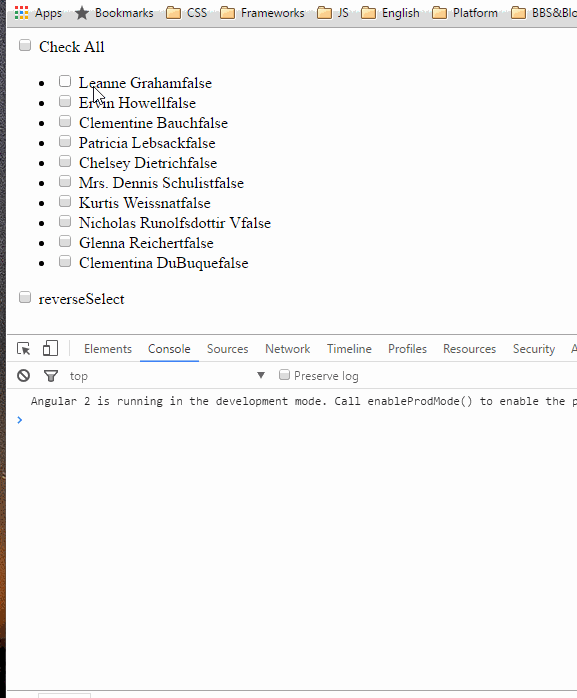 Apps Bookmarks CSS Frameworks JS English Platform BBS&Blo
Check All
Leanne Grahamfalse
Ervin Howellfalse
Clementine Bauchfalse
Patricia Lebsackfalse
Chelsey Dietrichfalse
Mrs. Dennis Schulistfalse
Kurtis Weissnatfalse
Nicholas Runolfsdottir Vfalse
Glenna Reichertfalse
Clementina DuBuquefalse
reverseSelect
Elements Console Sources Network Timeline Profiles Resources Security A
top Preserve log
Angular 2 is running in the development mode. Call enableProdMode() to enable the p